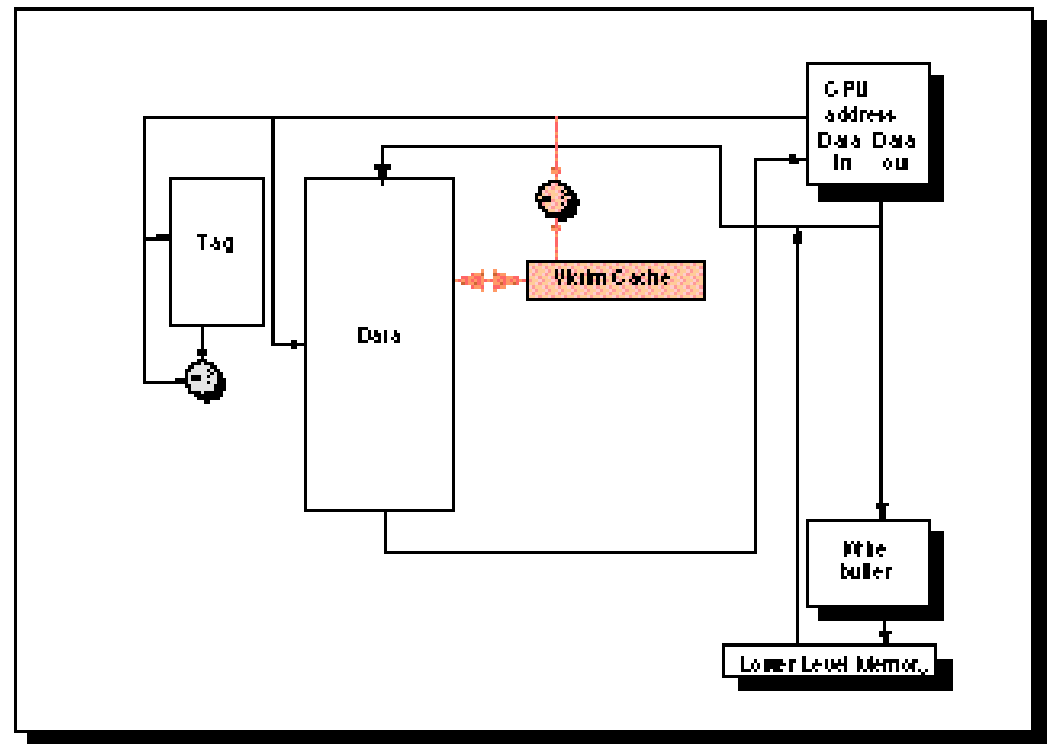 CPU
address
Data Data
in out
Tag
=?
Victim Cache
Data
=?
Write
buffer
Lower Level Memory